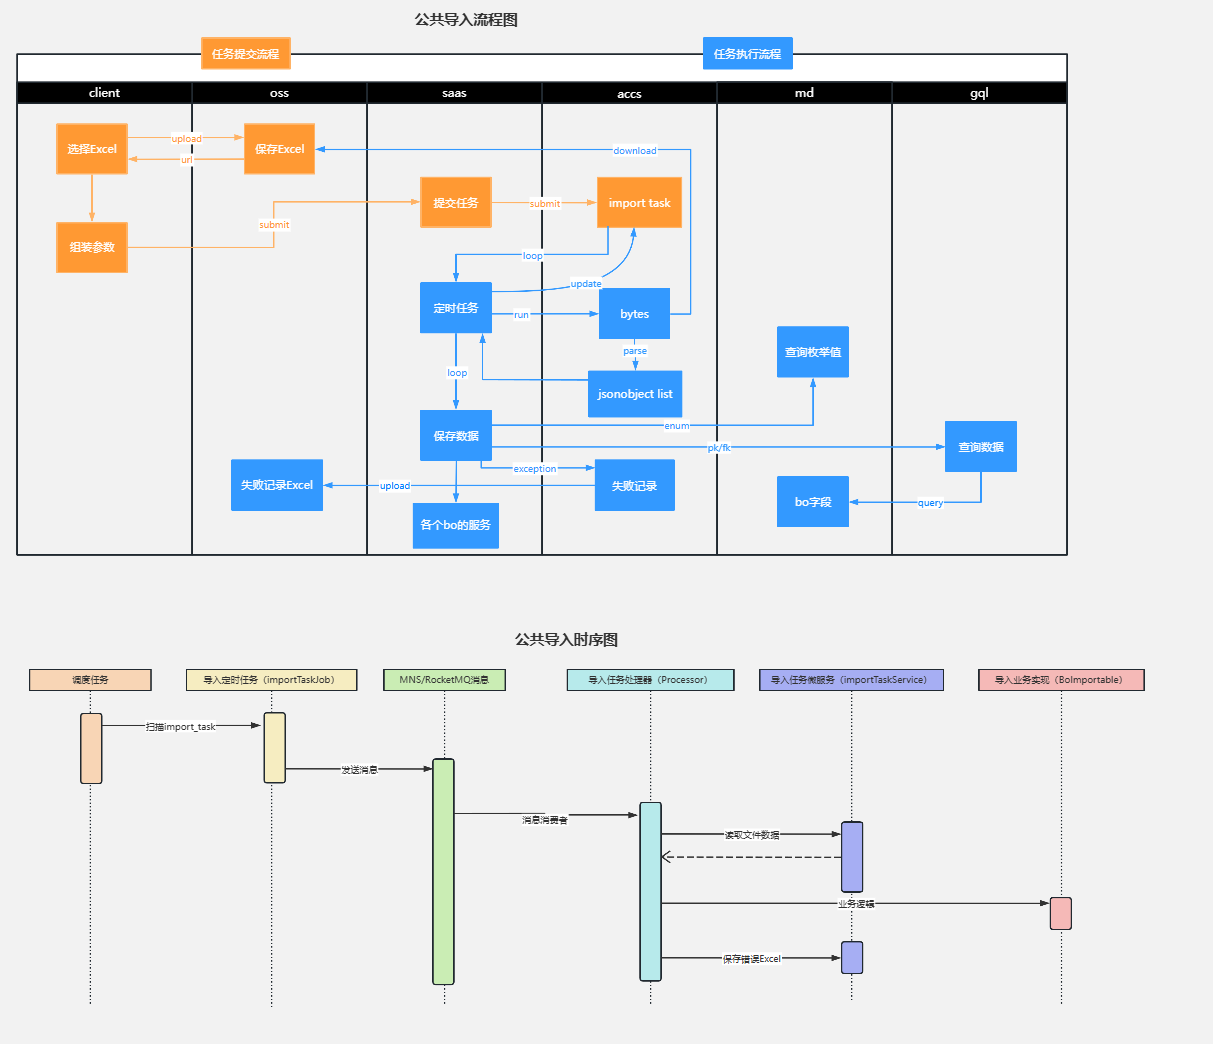 公共导入流程图
任务提交流程
任务执行流程
client
oss
saas
accs
md
gql
选择Excel
upload
url
保存Excel
download
提交任务
submit
import task
组装参数
submit
loop
update
定时任务
run
bytes
parse
查询枚举值
loop
jsonobject list
保存数据
enum
pk/fk
查询数据
exception
失败记录Excel
upload
失败记录
bo字段
query
各个bo的服务
公共导入时序图
调度任务
导入定时任务（importTaskJob）
MNS/RocketMQ消息
导入任务处理器（Processor）
导入任务微服务（importTaskService）
导入业务实现（BoImportable）
扫描import_task
发送消息
消息消费者
读取文件数据
业务逻辑
保存错误Excel